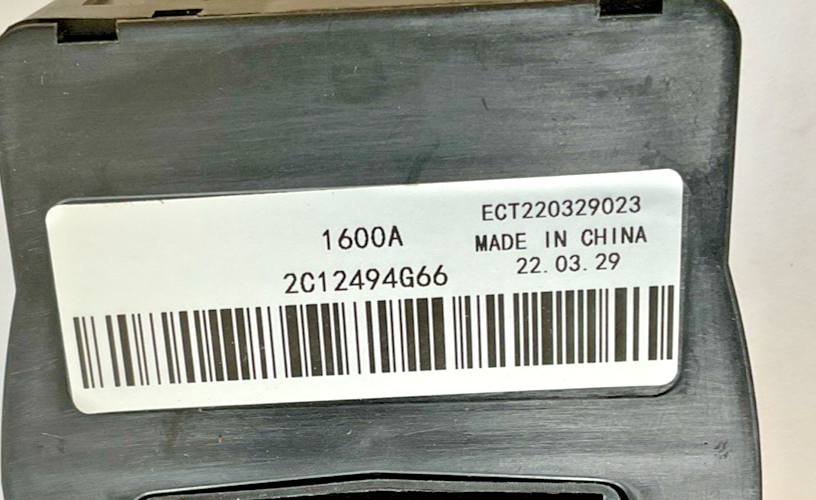 ECT220329023
1600A
MADE IN CHINA
2C12494G66
22.03.29